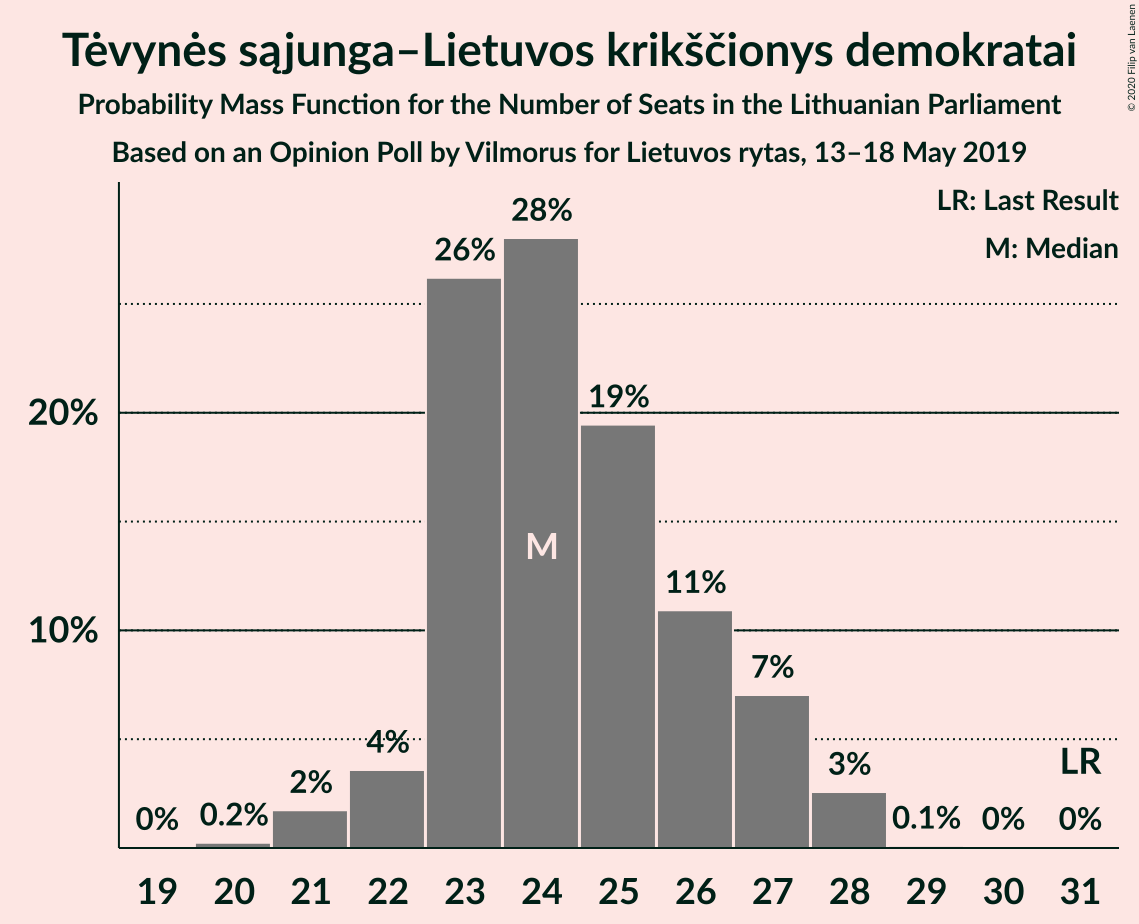 Tėvynės sąjunga–Lietuvos krikščionys demokratai
Probability Mass Function for the Number of Seats in the Lithuanian Parliament
Based on an Opinion Poll by Vilmorus for Lietuvos rytas, 13–18 May 2019
© 2020 Filip van Laenen
LR: Last Result
M: Median
28%
26%
19%
20%
M
11%
10%
7%
4%
3%
LR
2%
0%
0.2%
0.1%
0%
0%
19 20 21 22 23 24 25 26 27 28 29 30 31